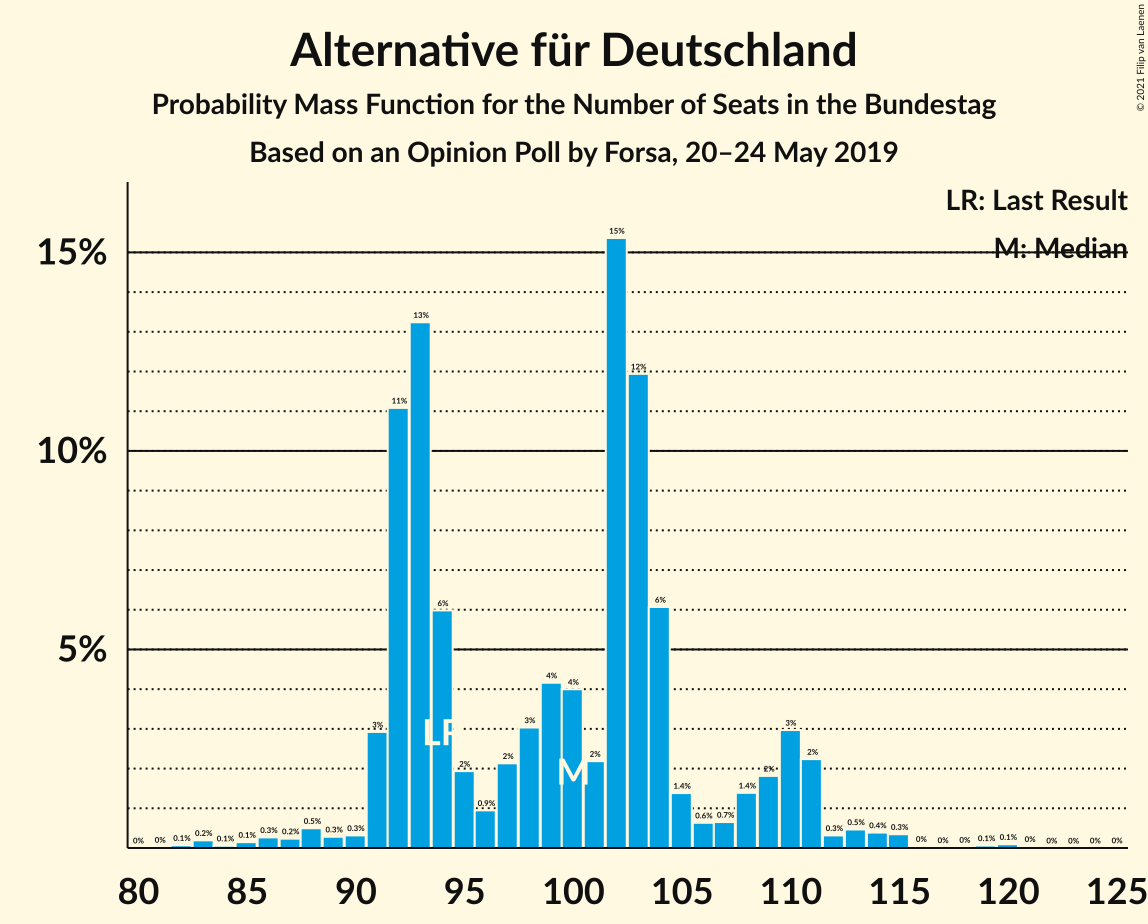 © 2021 Filip van Laenen
Alternative für Deutschland
Probability Mass Function for the Number of Seats in the Bundestag
Based on an Opinion Poll by Forsa, 20–24 May 2019
LR: Last Result
M: Median
15%
10%
5%
0% 0% 0.1% 0.2% 0.1% 0.1% 0.3% 0.2% 0.5% 0.3% 0.3% 3% 11% 13% 6% 2% 0.9% 2% 3% 4% 4% 2% 15% 12% 6% 1.4% 0.6% 0.7% 1.4% 2% 3% 2% 0.3% 0.5% 0.4% 0.3% 0% 0% 0% 0.1% 0.1% 0% 0% 0% 0% 0%
LR
M
80 85 90 95 100 105 110 115 120 125